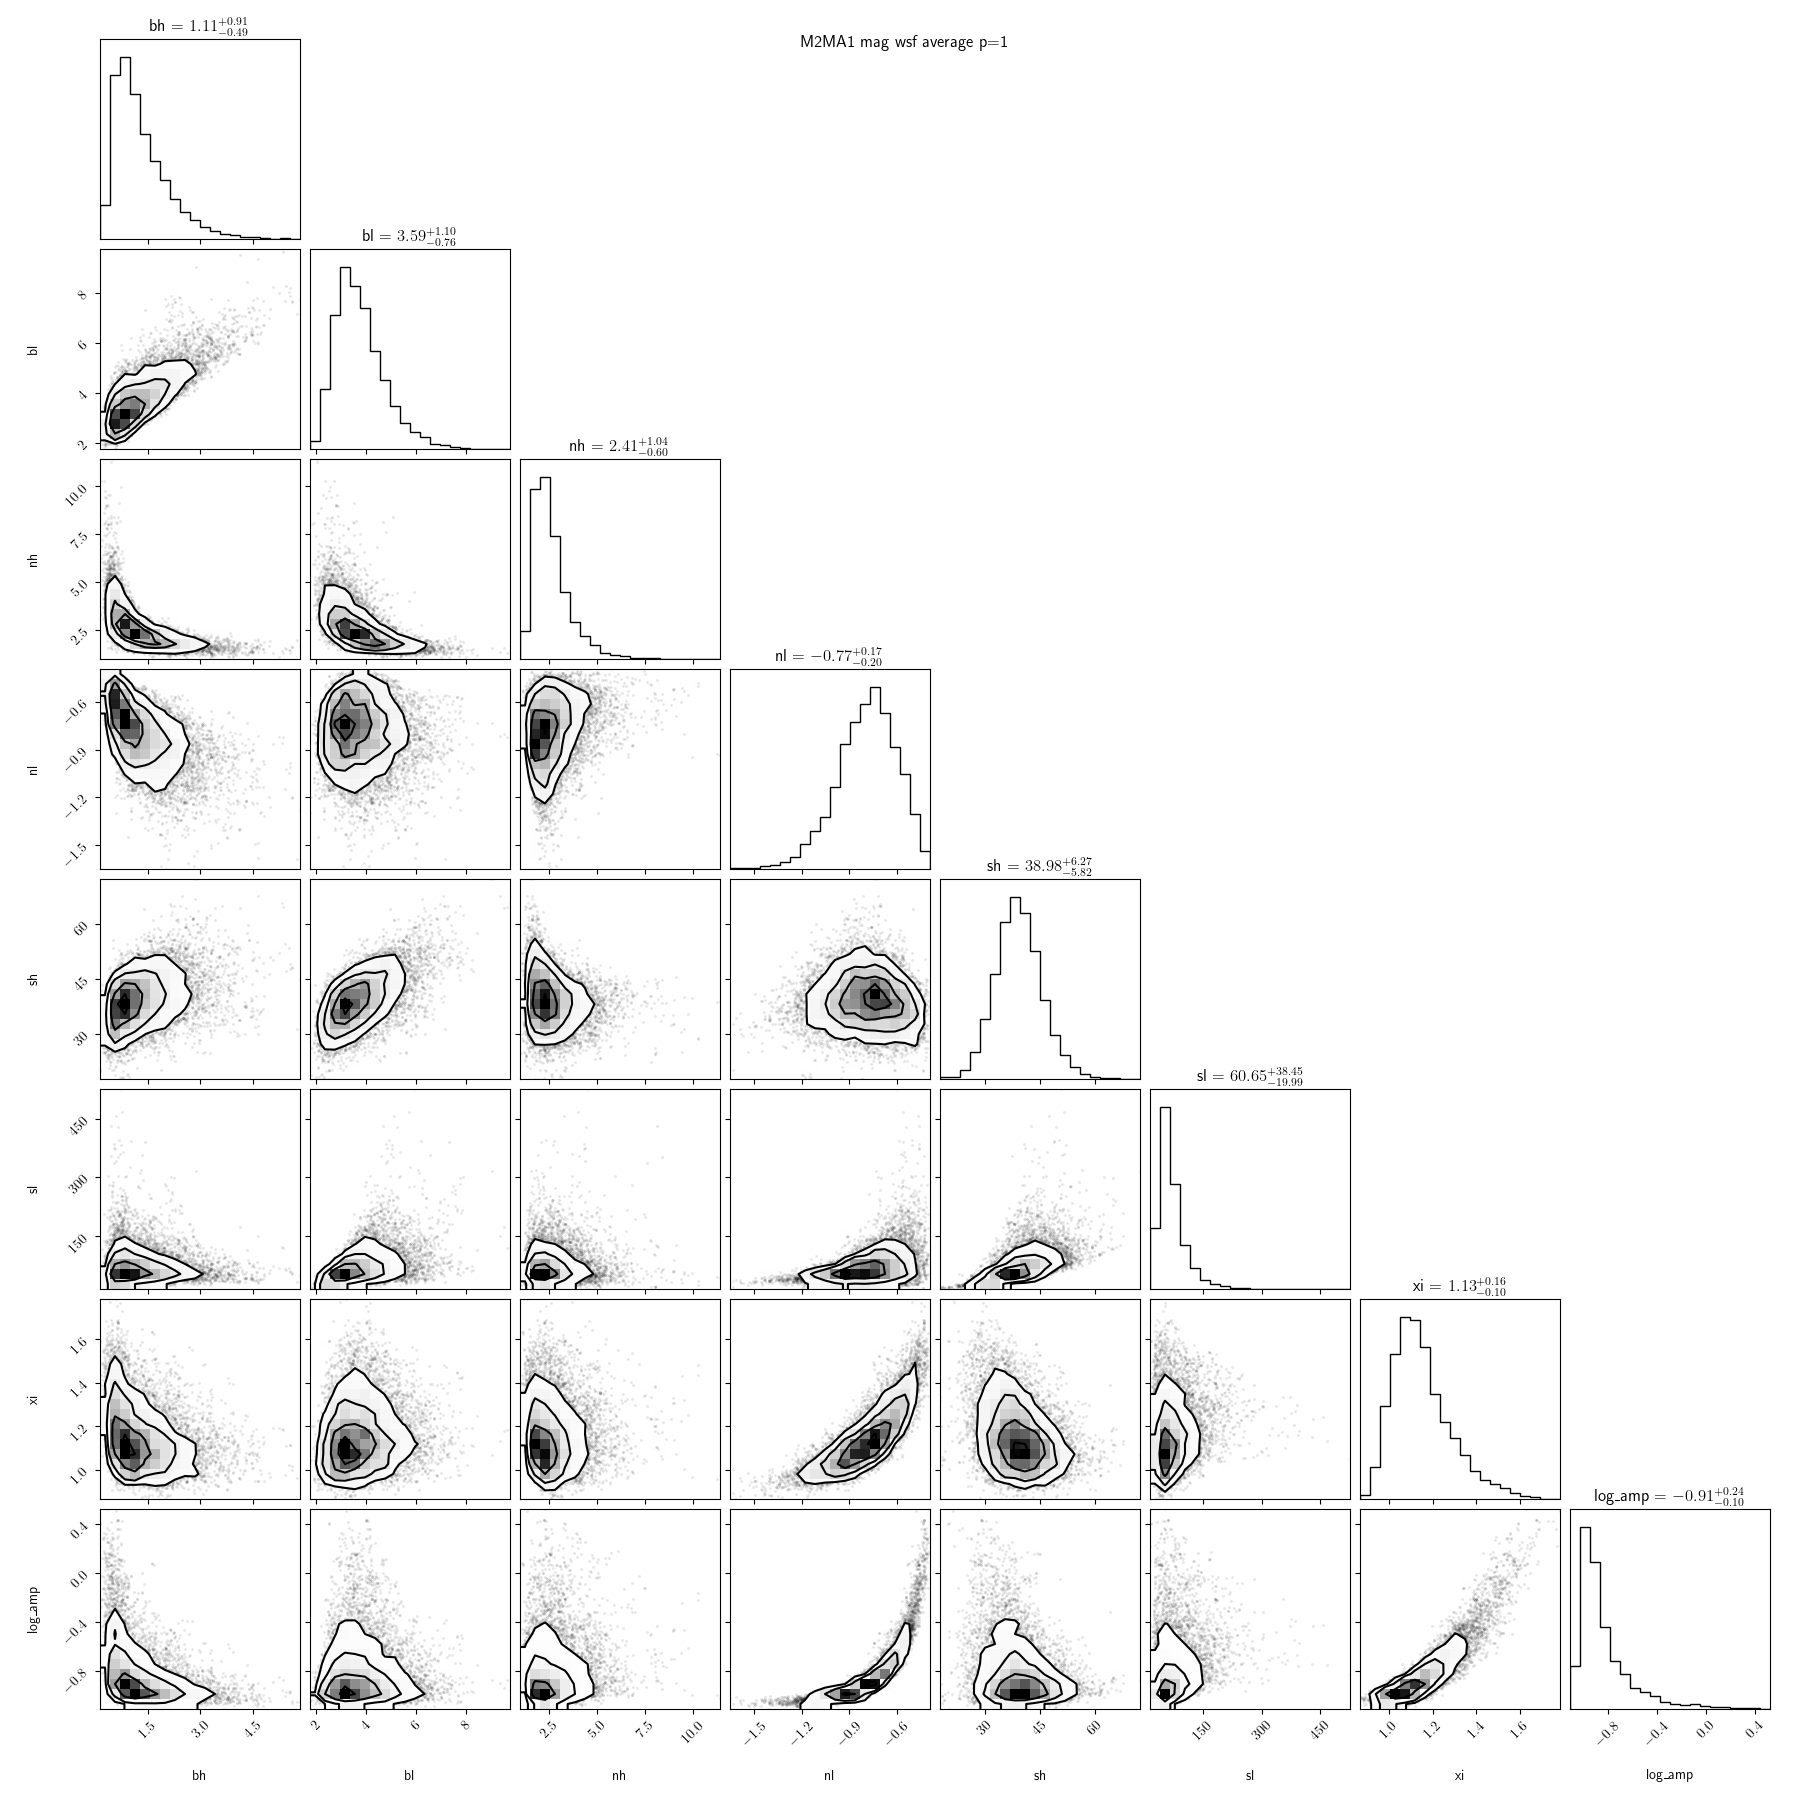 bh = 1.11^{+0.91}_{-0.49}
M2MA1 mag wsf average p=1
bl = 3.59^{+1.10}_{-0.76}
bl
8
6
4
2
nh = 2.41^{+1.04}_{-0.60}
nh
10.0
7.5
5.0
2.5
nl = −0.77^{+0.17}_{-0.20}
nl
−0.6
−0.9
−1.2
−1.5
sh = 38.98^{+6.27}_{-5.82}
sh
60
45
30
sl = 60.65^{+38.45}_{-19.99}
sl
450
300
150
xi = 1.13^{+0.16}_{-0.10}
xi
1.6
1.4
1.2
1.0
log_amp = −0.91^{+0.24}_{-0.10}
log_amp
0.4
0.0
−0.4
−0.8
1.5 3.0 4.5 2 4 6 8 2.5 5.0 7.5 10.0 −1.5 −1.2 −0.9 −0.6 30 45 60 150 300 450 1.0 1.2 1.4 1.6 −0.8 −0.4 0.0 0.4
bh bl nh nl sh sl xi log_amp